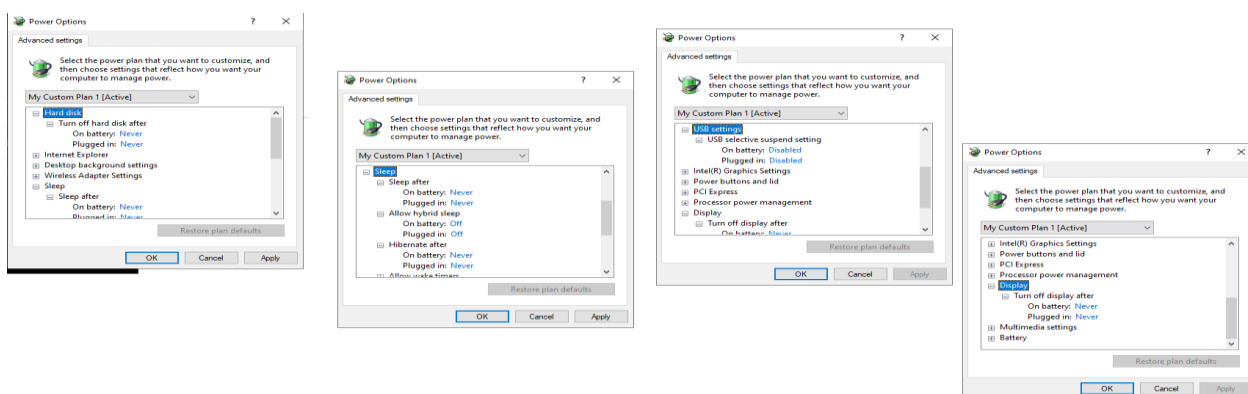 Power Options
Advanced settings
Select the power plan that you want to customize, and
then choose settings that reflect how you want your
computer to manage power.
My Custom Plan 1 [Active]
Hard disk
Turn off hard disk after
On battery: Never
Plugged in: Never
Internet Explorer
Desktop background settings
Wireless Adapter Settings
Sleep
Sleep after
On battery: Never
Plugged in: Never
Restore plan defaults
OK Cancel Apply
Power Options
Advanced settings
Select the power plan that you want to customize, and
then choose settings that reflect how you want your
computer to manage power.
My Custom Plan 1 [Active]
Sleep
Sleep after
On battery: Never
Plugged in: Never
Allow hybrid sleep
On battery: Off
Plugged in: Off
Hibernate after
On battery: Never
Plugged in: Never
Allow wake timers
Restore plan defaults
OK Cancel Apply
Power Options
Advanced settings
Select the power plan that you want to customize, and
then choose settings that reflect how you want your
computer to manage power.
My Custom Plan 1 [Active]
USB settings
USB selective suspend setting
On battery: Disabled
Plugged in: Disabled
Intel(R) Graphics Settings
Power buttons and lid
PCI Express
Processor power management
Display
Turn off display after
On battery: Never
Restore plan defaults
OK Cancel Apply
Power Options
Advanced settings
Select the power plan that you want to customize, and
then choose settings that reflect how you want your
computer to manage power.
My Custom Plan 1 [Active]
Intel(R) Graphics Settings
Power buttons and lid
PCI Express
Processor power management
Display
Turn off display after
On battery: Never
Plugged in: Never
Multimedia settings
Battery
Restore plan defaults
OK Cancel Apply